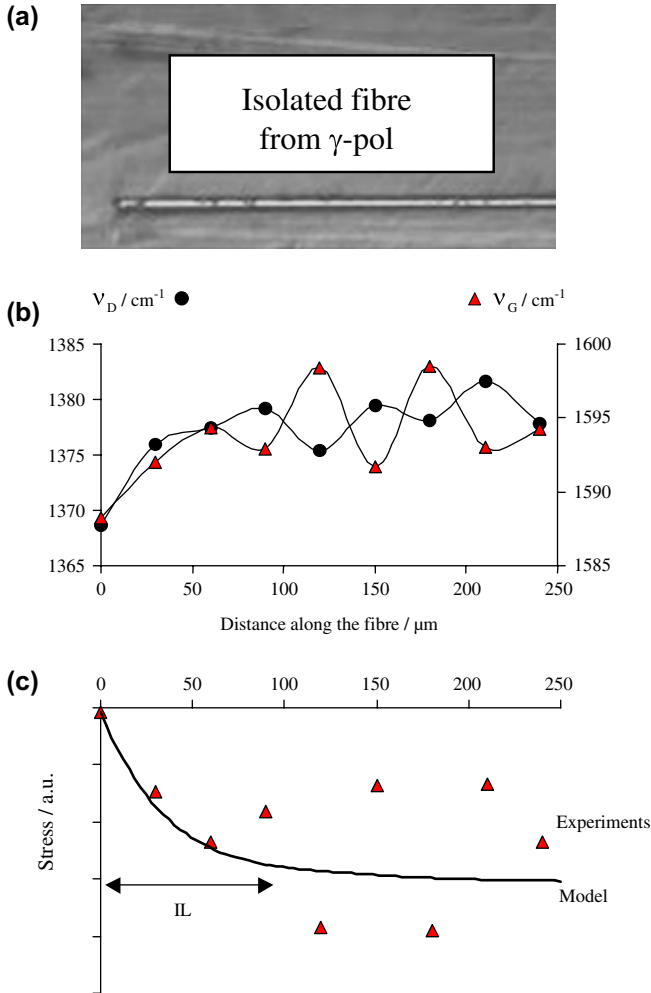 (a)
Isolated fibre
from γ-pol
(b)
ν_D / cm⁻¹
ν_G / cm⁻¹
1385
1380
1375
1370
1365
1600
1595
1590
1585
0
50
100
150
200
250
Distance along the fibre / µm
(c)
0
50
100
150
200
250
Stress / a.u.
Experiments
Model
IL